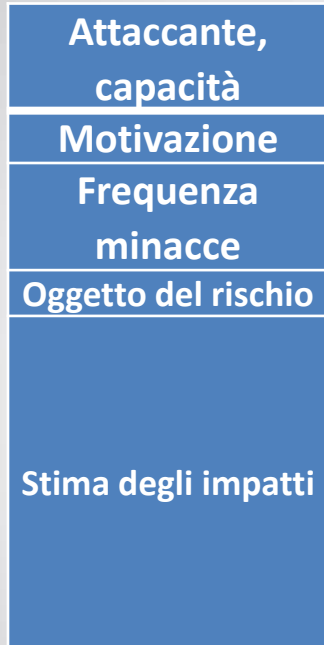 Attaccante,
capacità
Motivazione
Frequenza
minacce
Oggetto del rischio
Stima degli impatti